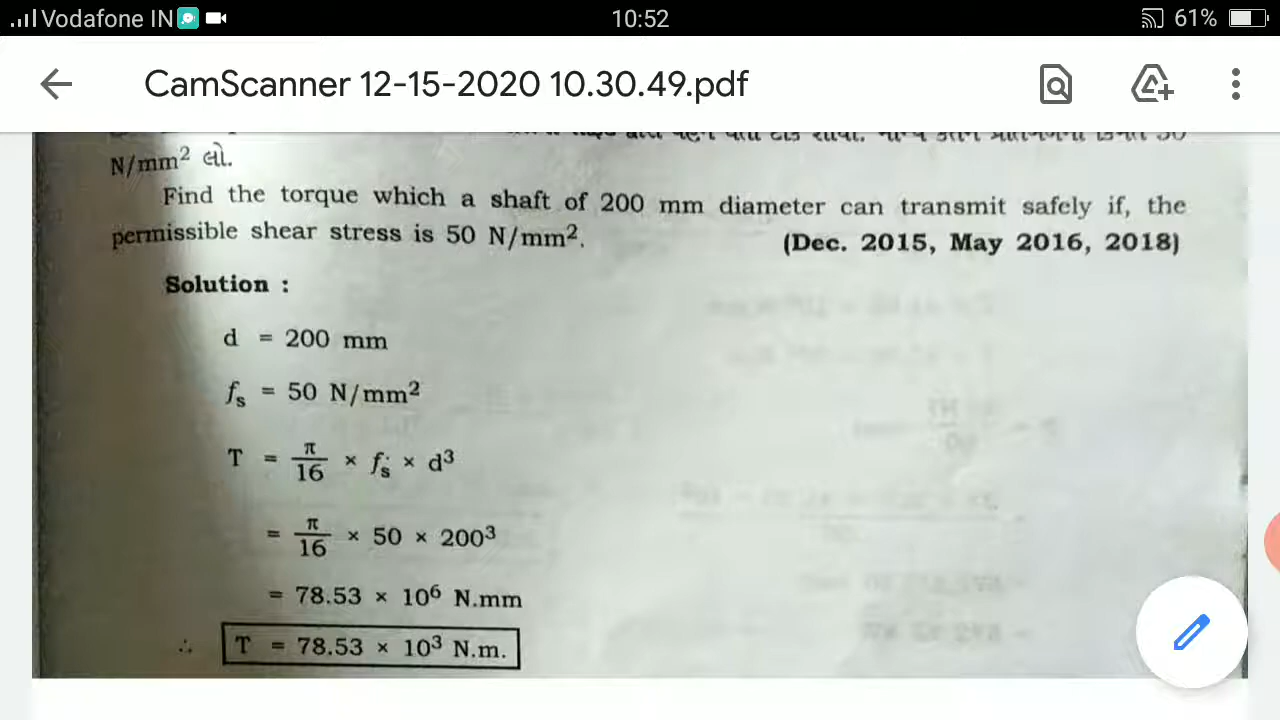 Vodafone IN 10:52 61%
CamScanner 12-15-2020 10.30.49.pdf
N/mm² લો.
Find the torque which a shaft of 200 mm diameter can transmit safely if, the
permissible shear stress is 50 N/mm². (Dec. 2015, May 2016, 2018)
Solution :
d = 200 mm
fs = 50 N/mm²
T = π/16 × fs × d³
= π/16 × 50 × 200³
= 78.53 × 10⁶ N.mm
∴ T = 78.53 × 10³ N.m.